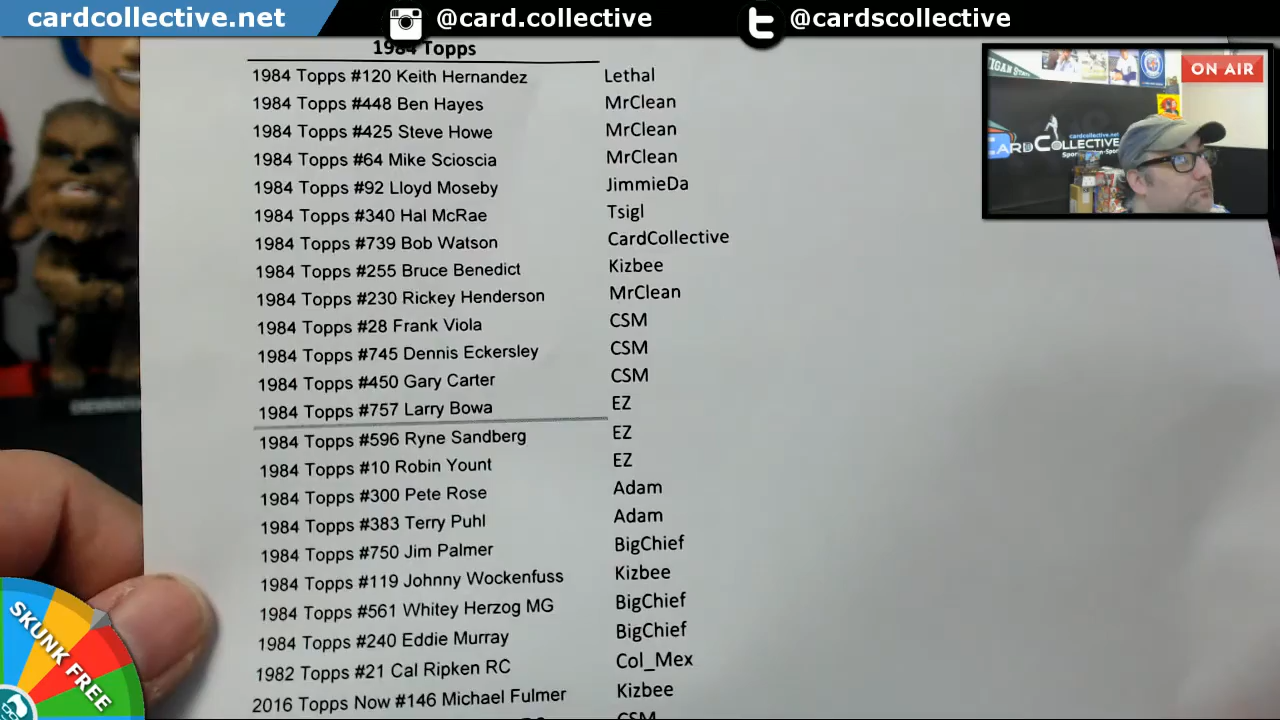 cardcollective.net @card.collective @cardscollective
1984 Topps
1984 Topps #120 Keith Hernandez Lethal
1984 Topps #448 Ben Hayes MrClean
1984 Topps #425 Steve Howe MrClean
1984 Topps #64 Mike Scioscia MrClean
1984 Topps #92 Lloyd Moseby JimmieDa
1984 Topps #340 Hal McRae Tsigl
1984 Topps #739 Bob Watson CardCollective
1984 Topps #255 Bruce Benedict Kizbee
1984 Topps #230 Rickey Henderson MrClean
1984 Topps #28 Frank Viola CSM
1984 Topps #745 Dennis Eckersley CSM
1984 Topps #450 Gary Carter CSM
1984 Topps #757 Larry Bowa EZ
1984 Topps #596 Ryne Sandberg EZ
1984 Topps #10 Robin Yount EZ
1984 Topps #300 Pete Rose Adam
1984 Topps #383 Terry Puhl Adam
1984 Topps #750 Jim Palmer BigChief
1984 Topps #119 Johnny Wockenfuss Kizbee
1984 Topps #561 Whitey Herzog MG BigChief
1984 Topps #240 Eddie Murray BigChief
1982 Topps #21 Cal Ripken RC Col_Mex
2016 Topps Now #146 Michael Fulmer Kizbee
CSM
ON AIR
IGAN STATE
cardcollective.net
CARDCOLLECTIVE
SKUNK FREE